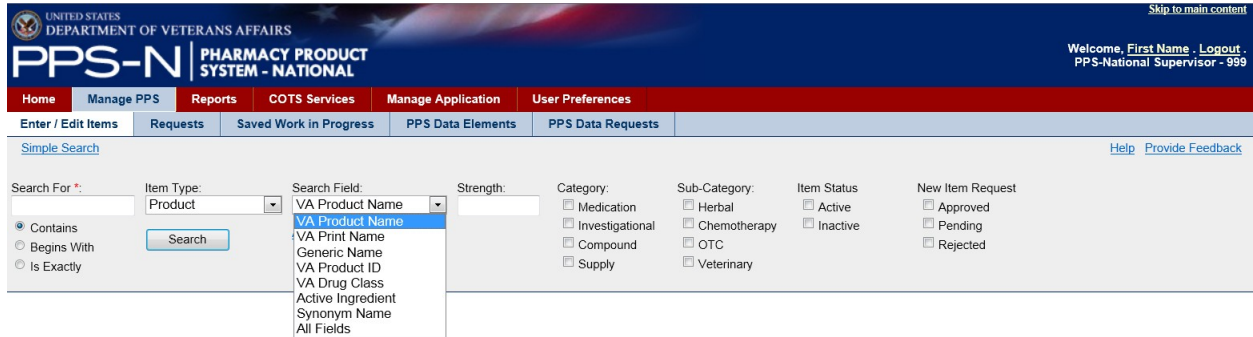 UNITED STATES
DEPARTMENT OF VETERANS AFFAIRS
PPS-N PHARMACY PRODUCT
SYSTEM - NATIONAL
Skip to main content
Welcome, First Name . Logout .
PPS-National Supervisor - 999
Home Manage PPS Reports COTS Services Manage Application User Preferences
Enter / Edit Items Requests Saved Work in Progress PPS Data Elements PPS Data Requests
Simple Search Help Provide Feedback
Search For *: Item Type: Search Field: Strength: Category: Sub-Category: Item Status New Item Request
Product VA Product Name Medication Herbal Active Approved
Contains VA Product Name Investigational Chemotherapy Inactive Pending
Search VA Print Name
Begins With Generic Name Compound OTC Rejected
Is Exactly VA Product ID Supply Veterinary
VA Drug Class
Active Ingredient
Synonym Name
All Fields